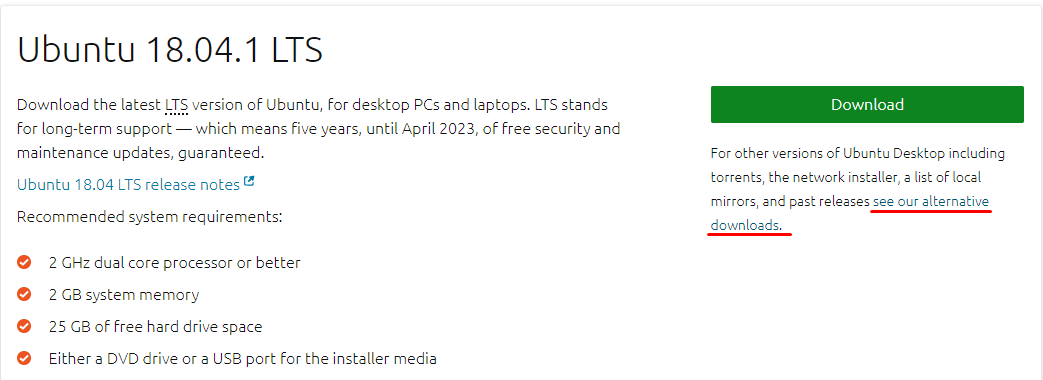 Ubuntu 18.04.1 LTS
Download the latest LTS version of Ubuntu, for desktop PCs and laptops. LTS stands
for long-term support — which means five years, until April 2023, of free security and
maintenance updates, guaranteed.
Ubuntu 18.04 LTS release notes
Recommended system requirements:
2 GHz dual core processor or better
2 GB system memory
25 GB of free hard drive space
Either a DVD drive or a USB port for the installer media
Download
For other versions of Ubuntu Desktop including
torrents, the network installer, a list of local
mirrors, and past releases see our alternative
downloads.